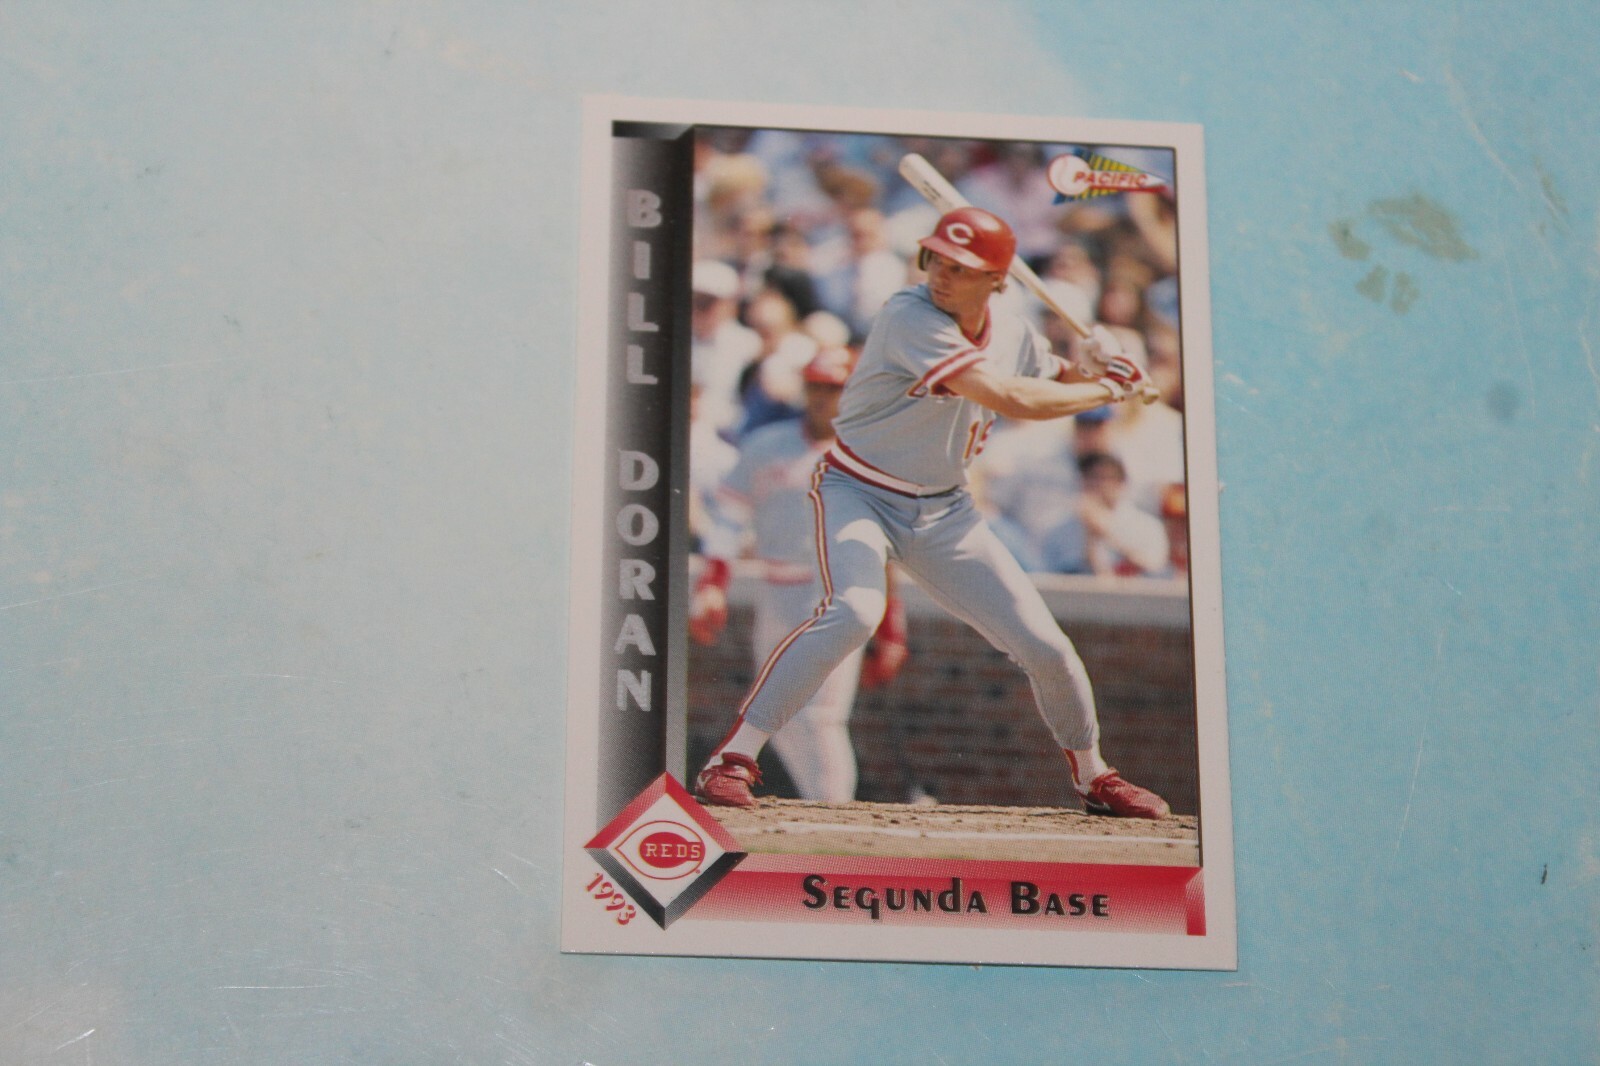 PACIFIC
BILL DORAN
C
15
REDS
1993
SEGUNDA BASE